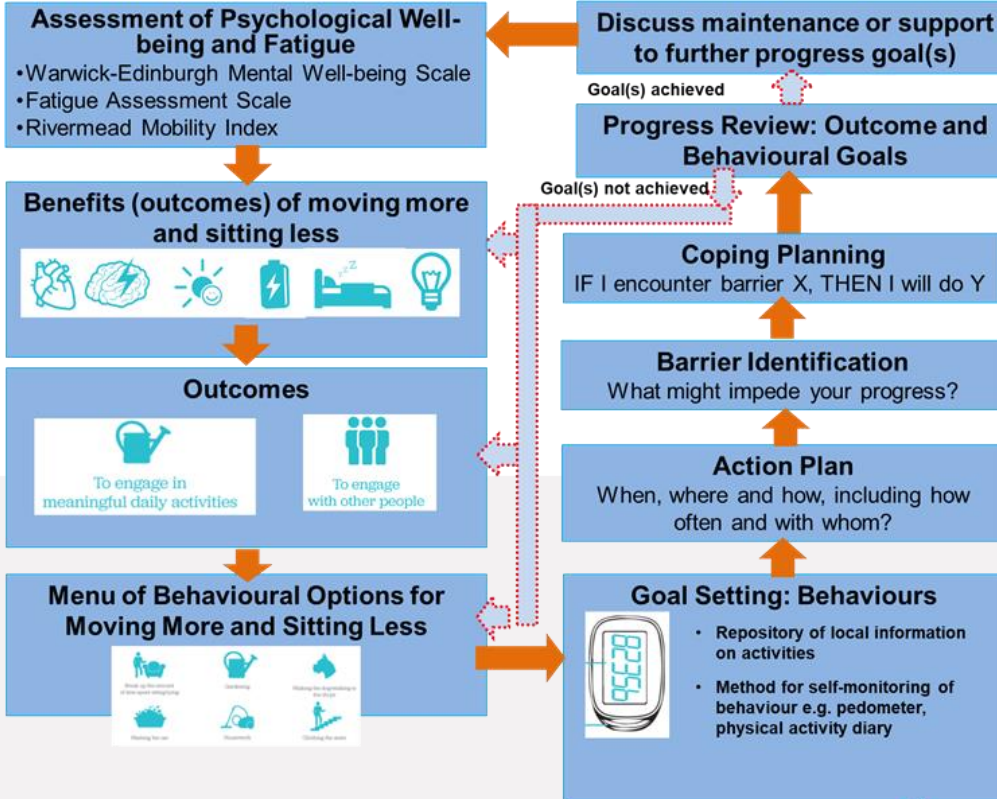 Assessment of Psychological Well-
being and Fatigue
•Warwick-Edinburgh Mental Well-being Scale
•Fatigue Assessment Scale
•Rivermead Mobility Index
Benefits (outcomes) of moving more
and sitting less
zzZ
Outcomes
To engage in
meaningful daily activities
To engage
with other people
Menu of Behavioural Options for
Moving More and Sitting Less
Gardening
Housework
Climbing the stairs
Goal Setting: Behaviours
• Repository of local information
on activities
• Method for self-monitoring of
behaviour e.g. pedometer,
physical activity diary
Action Plan
When, where and how, including how
often and with whom?
Barrier Identification
What might impede your progress?
Coping Planning
IF I encounter barrier X, THEN I will do Y
Progress Review: Outcome and
Behavioural Goals
Goal(s) not achieved
Goal(s) achieved
Discuss maintenance or support
to further progress goal(s)